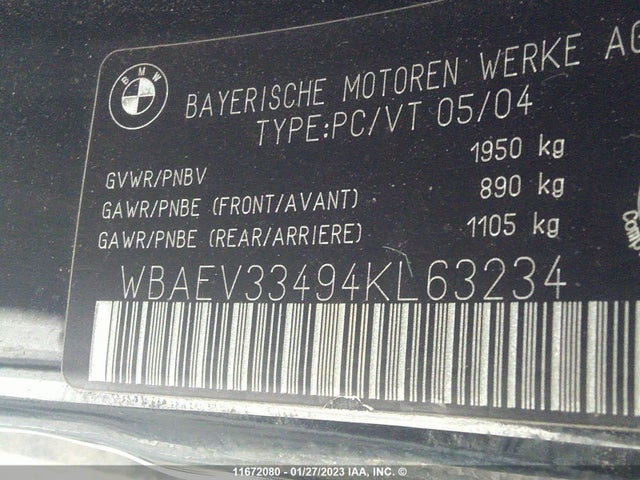 BMW
BAYERISCHE MOTOREN WERKE AG
TYPE:PC/VT 05/04
GVWR/PNBV 1950 kg
GAWR/PNBE (FRONT/AVANT) 890 kg
GAWR/PNBE (REAR/ARRIERE) 1105 kg
WBAEV33494KL63234
11672080 - 01/27/2023 IAA, INC. ©